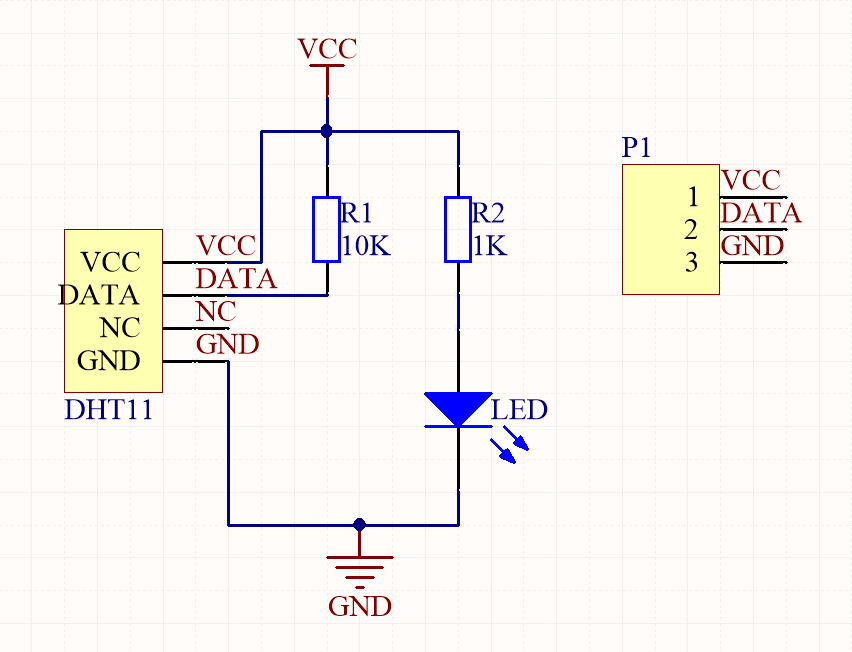 VCC
P1
1 VCC
R1
R2
2 DATA
VCC VCC
10K
1K
3 GND
DATA DATA
NC NC
GND GND
DHT11
LED
GND